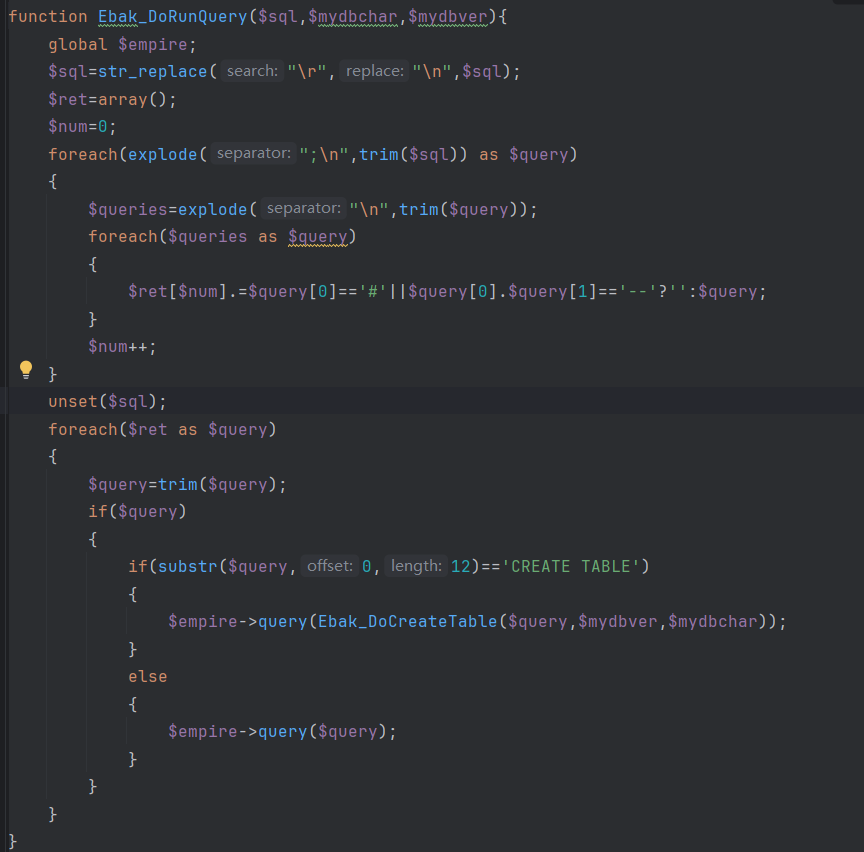 function Ebak_DoRunQuery($sql,$mydbchar,$mydbver){
    global $empire;
    $sql=str_replace( search: "\r", replace: "\n",$sql);
    $ret=array();
    $num=0;
    foreach(explode( separator: ";\n",trim($sql)) as $query)
    {
        $queries=explode( separator: "\n",trim($query));
        foreach($queries as $query)
        {
            $ret[$num].=$query[0]=='#'||$query[0].$query[1]=='--'?'':$query;
        }
        $num++;
    }
    unset($sql);
    foreach($ret as $query)
    {
        $query=trim($query);
        if($query)
        {
            if(substr($query, offset: 0, length: 12)=='CREATE TABLE')
            {
                $empire->query(Ebak_DoCreateTable($query,$mydbver,$mydbchar));
            }
            else
            {
                $empire->query($query);
            }
        }
    }
}